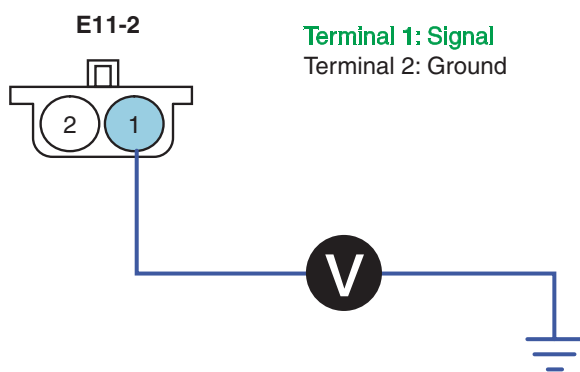 E11-2
Terminal 1: Signal
Terminal 2: Ground
2 1
V